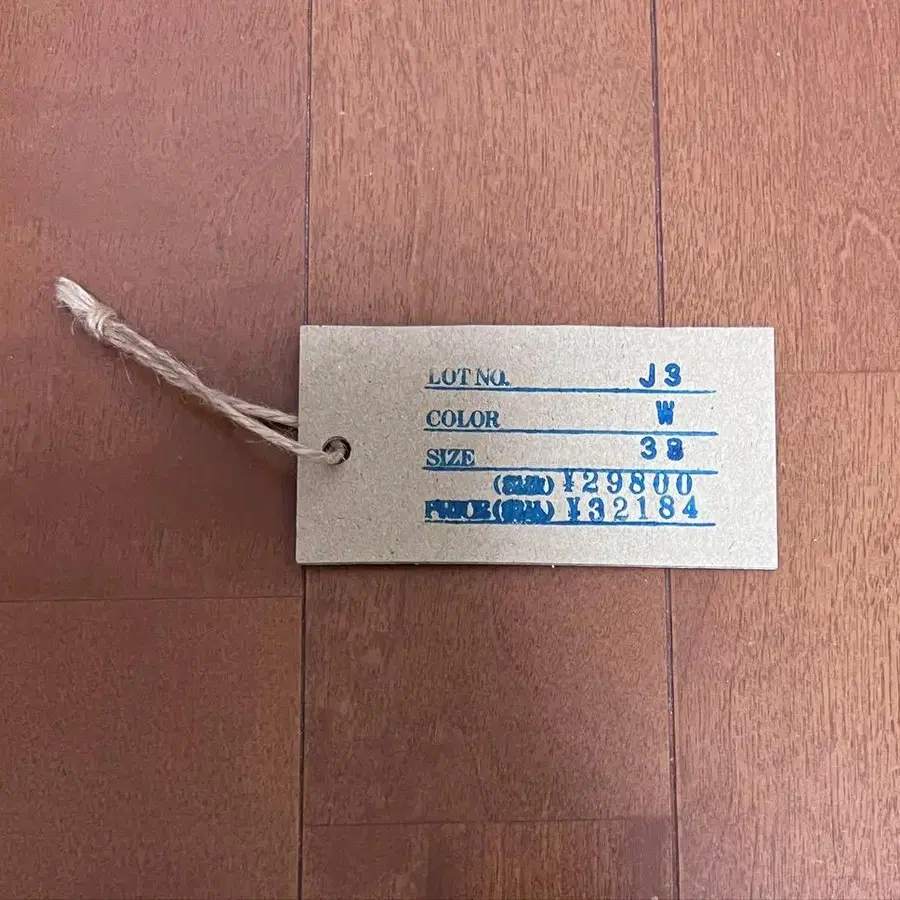 LOT NO. J3
COLOR W
SIZE 38
¥29800
PRICE ¥32184